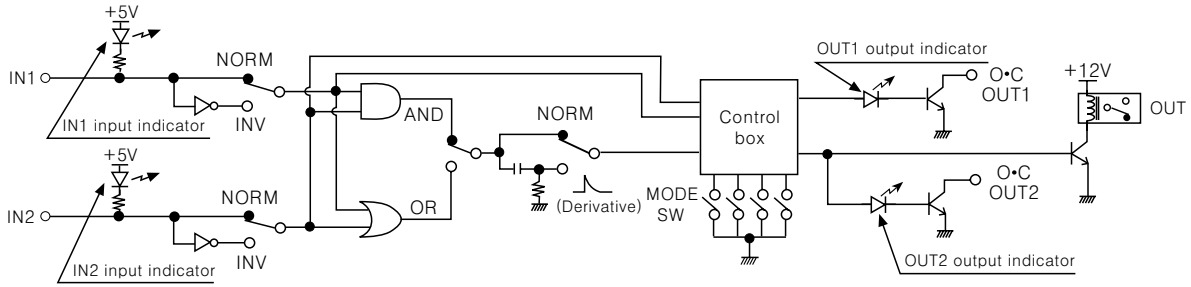 +5V
IN1
NORM
INV
IN1 input indicator
+5V
IN2
NORM
INV
IN2 input indicator
AND
OR
NORM
(Derivative)
Control
box
MODE
SW
OUT1 output indicator
O•C
OUT1
+12V
OUT
O•C
OUT2
OUT2 output indicator